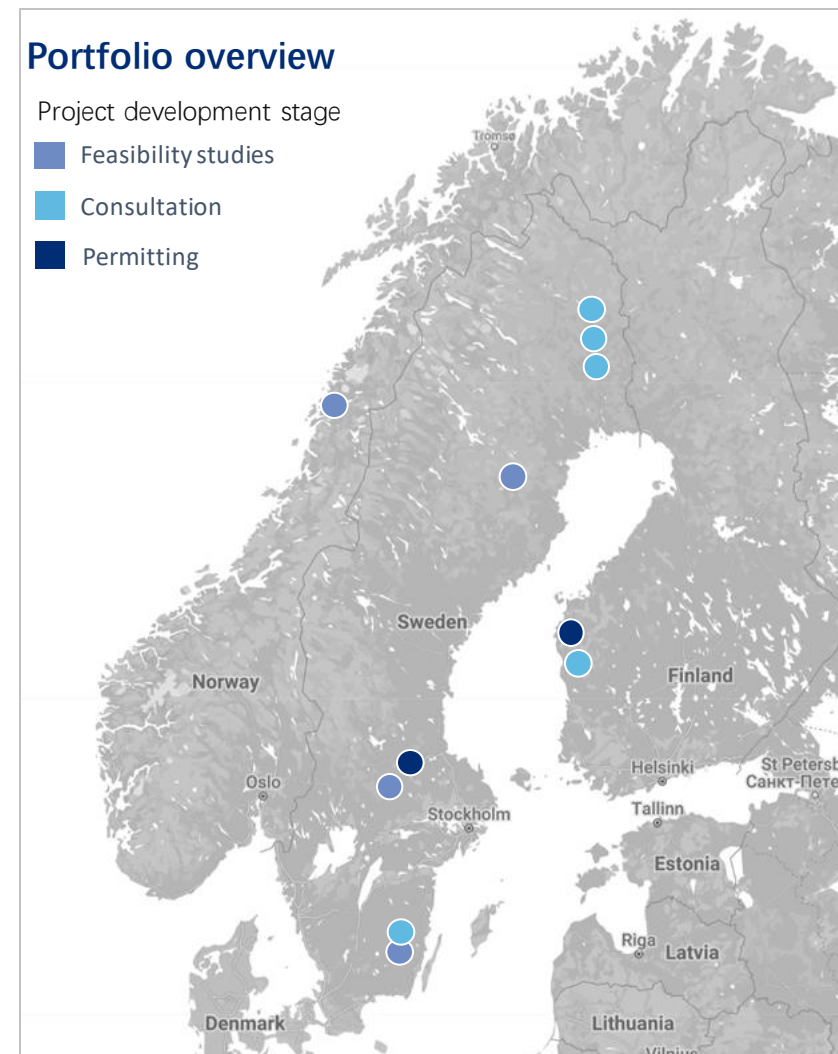 Portfolio overview
Project development stage
Feasibility studies
Consultation
Permitting
Tromsø
Sweden
Norway
Finland
Oslo
Helsinki
St Petersb
Санкт-Пете
Stockholm
Tallinn
Estonia
Riga
Latvia
Denmark
Lithuania
Vilnius